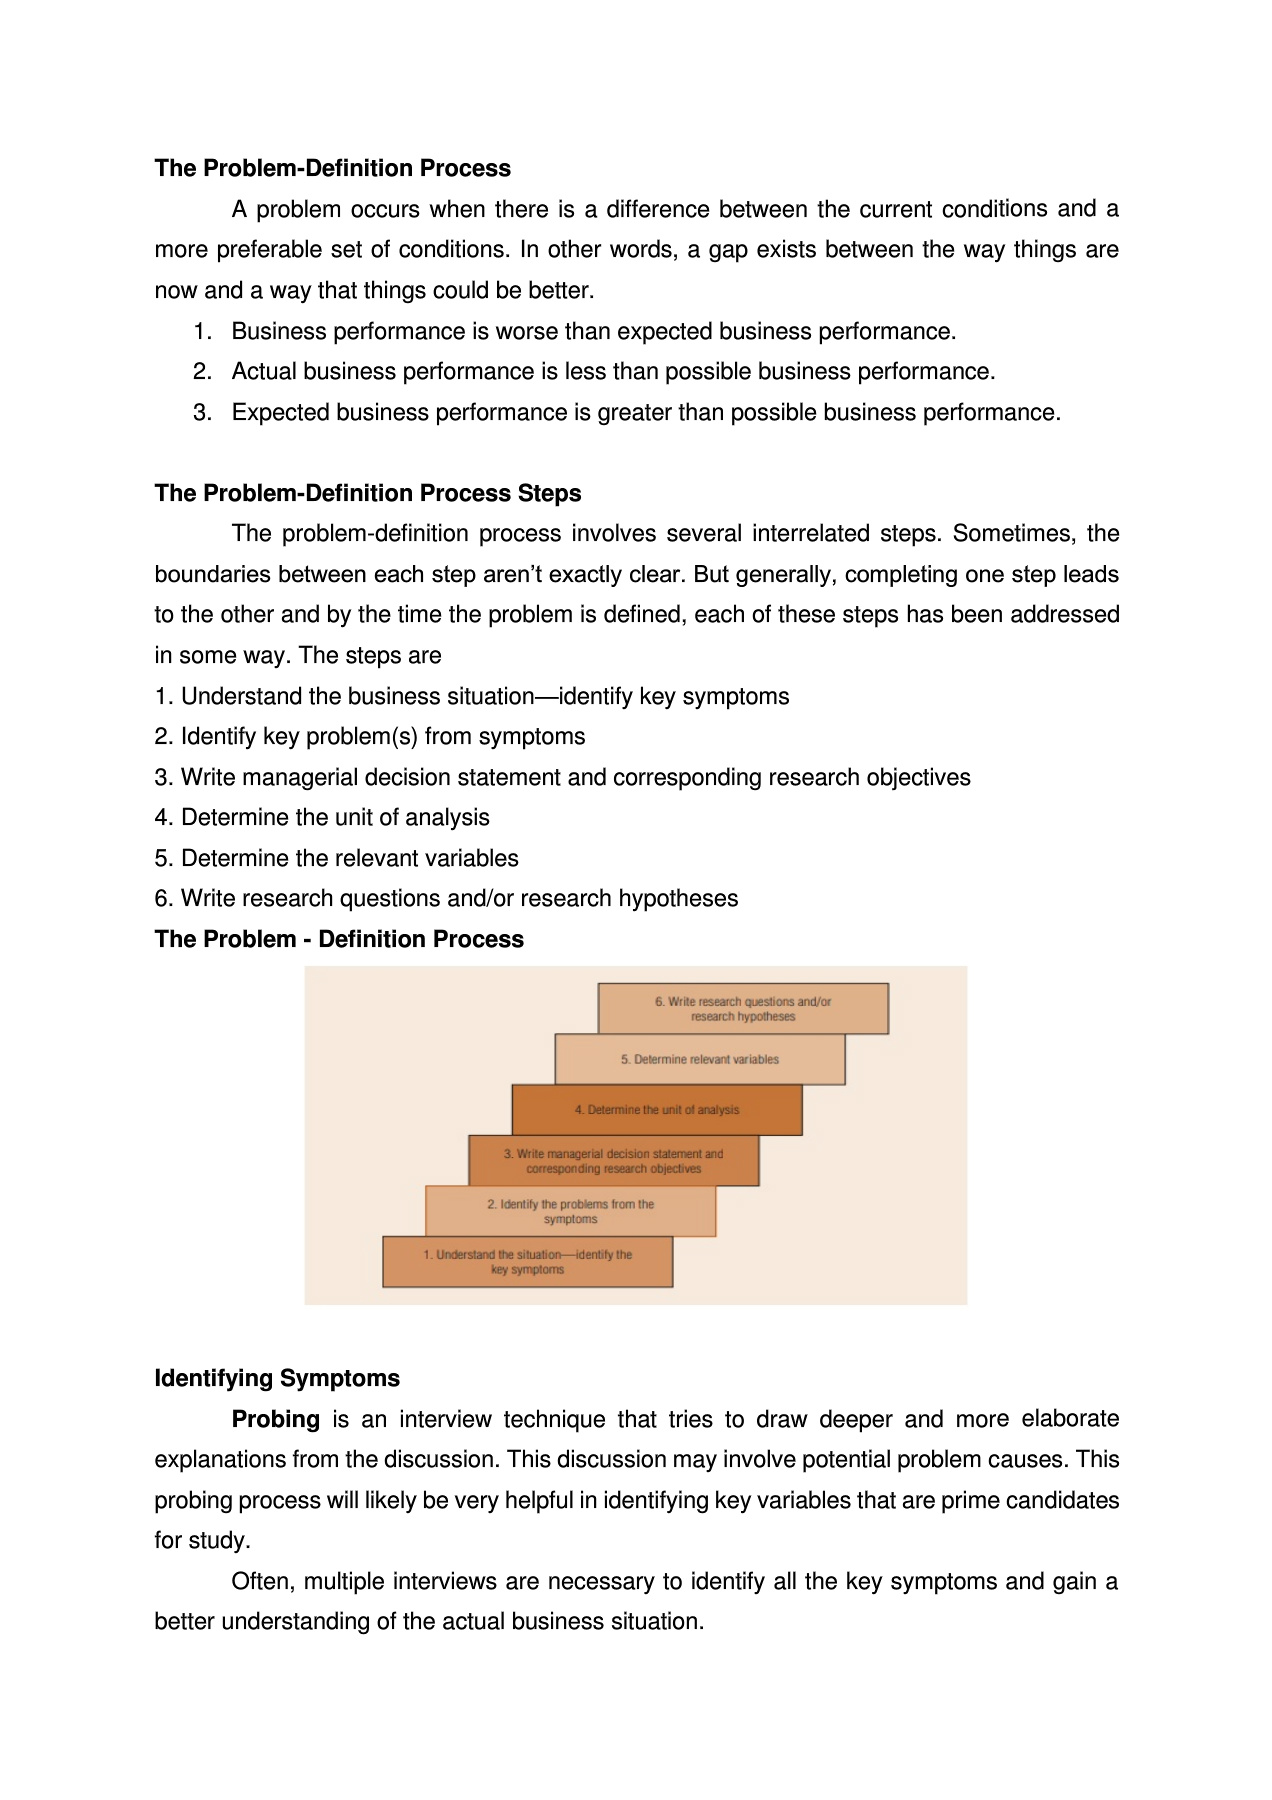 The Problem-Definition Process
A problem occurs when there is a difference between the current conditions and a
more preferable set of conditions. In other words, a gap exists between the way things are
now and a way that things could be better.
1. Business performance is worse than expected business performance.
2. Actual business performance is less than possible business performance.
3. Expected business performance is greater than possible business performance.
The Problem-Definition Process Steps
The problem-definition process involves several interrelated steps. Sometimes, the
boundaries between each step aren’t exactly clear. But generally, completing one step leads
to the other and by the time the problem is defined, each of these steps has been addressed
in some way. The steps are
1. Understand the business situation—identify key symptoms
2. Identify key problem(s) from symptoms
3. Write managerial decision statement and corresponding research objectives
4. Determine the unit of analysis
5. Determine the relevant variables
6. Write research questions and/or research hypotheses
The Problem - Definition Process
6. Write research questions and/or
research hypotheses
5. Determine relevant variables
4. Determine the unit of analysis
3. Write managerial decision statement and
corresponding research objectives
2. Identify the problems from the
symptoms
1. Understand the situation—identify the
key symptoms
Identifying Symptoms
Probing is an interview technique that tries to draw deeper and more elaborate
explanations from the discussion. This discussion may involve potential problem causes. This
probing process will likely be very helpful in identifying key variables that are prime candidates
for study.
Often, multiple interviews are necessary to identify all the key symptoms and gain a
better understanding of the actual business situation.